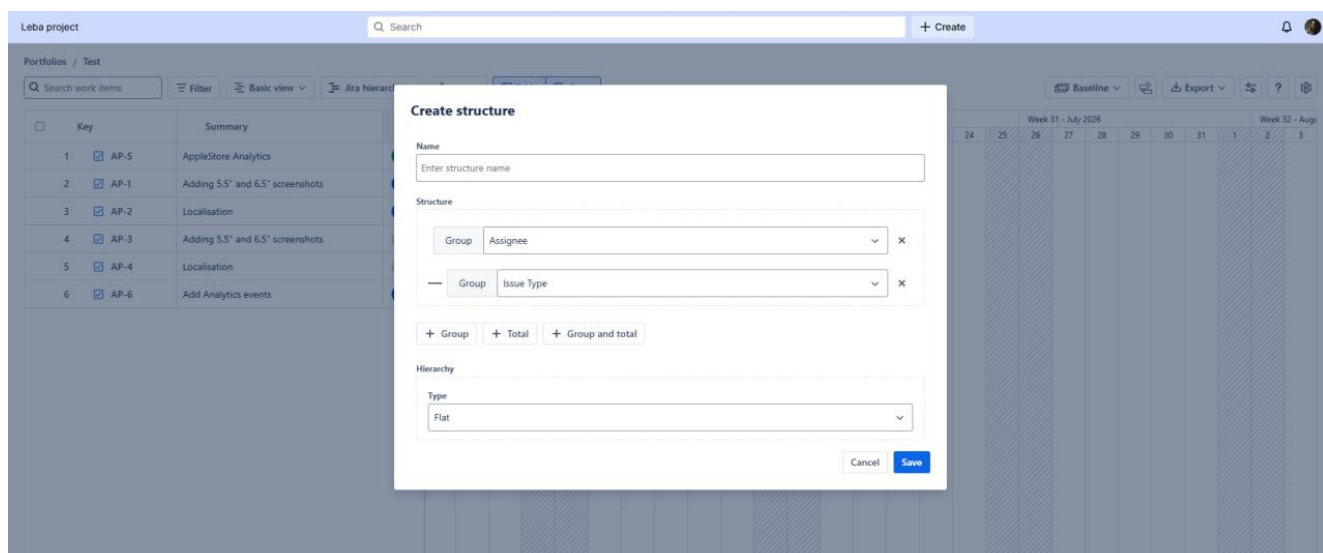 Leba project
Search
+ Create
Portfolios / Test
Search work items
Filter
Basic view
Jira hierarc
Baseline
Export
?
Key Summary
Week 31 - July 2026
Week 32 - Augu
24 25 26 27 28 29 30 31 1 2 3
1 AP-5 AppleStore Analytics
2 AP-1 Adding 5.5" and 6.5" screenshots
3 AP-2 Localisation
4 AP-3 Adding 5.5" and 6.5" screenshots
5 AP-4 Localisation
6 AP-6 Add Analytics events
Create structure
Name
Enter structure name
Structure
Group Assignee
Group Issue Type
+ Group + Total + Group and total
Hierarchy
Type
Flat
Cancel Save